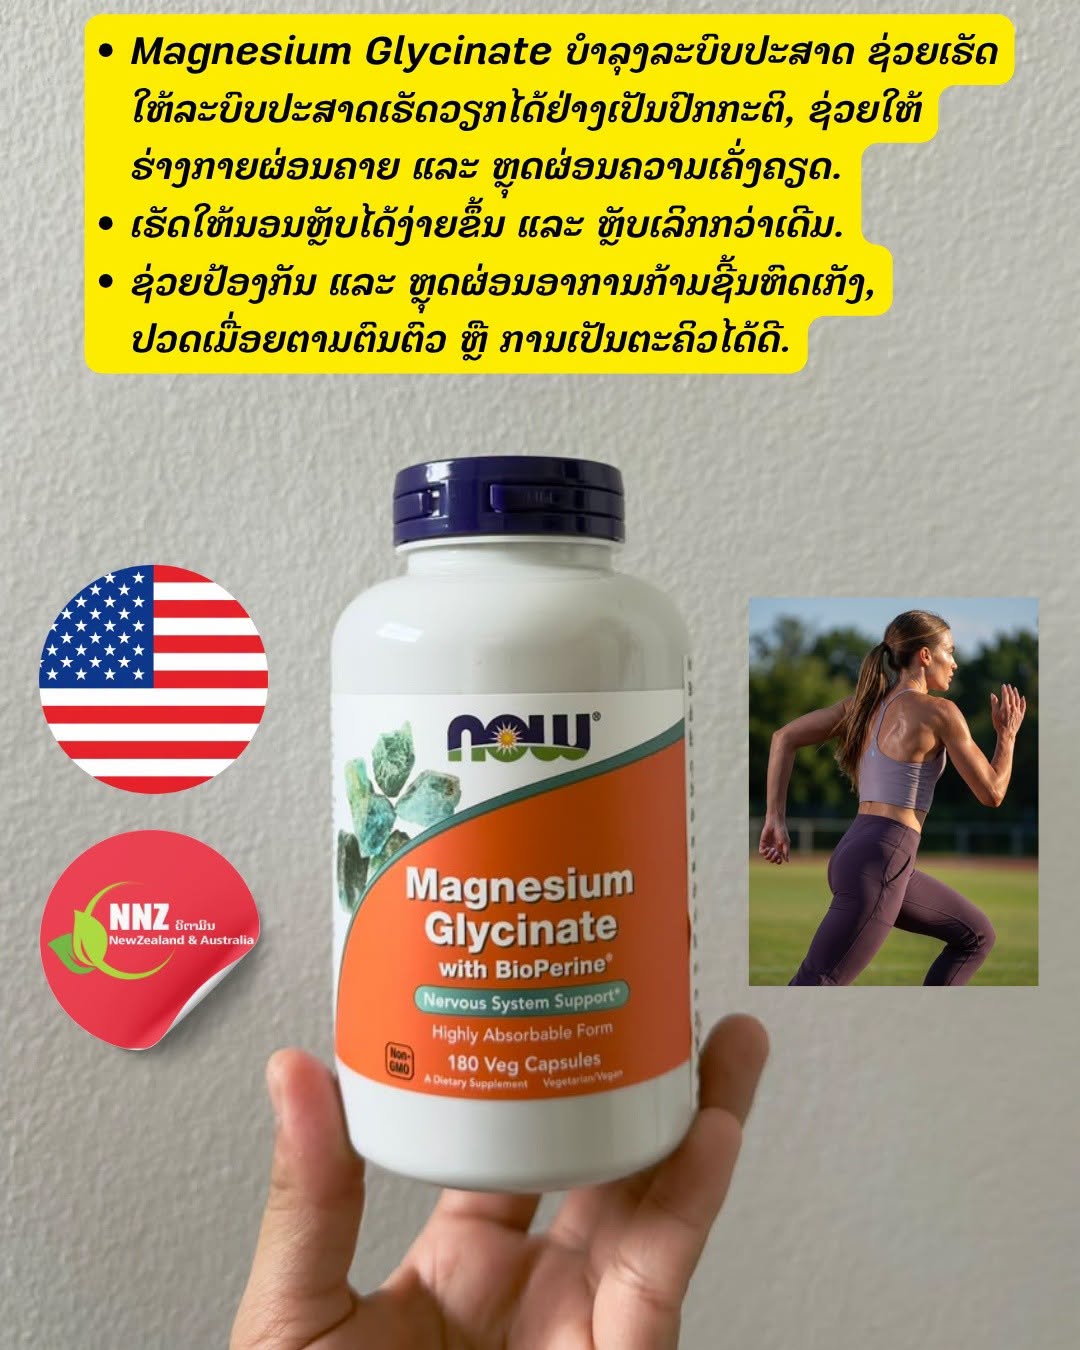 • Magnesium Glycinate ບຳລຸງລະບົບປະສາດ ຊ່ວຍເຮັດ
ໃຫ້ລະບົບປະສາດເຮັດວຽກໄດ້ຢ່າງເປັນປົກກະຕິ, ຊ່ວຍໃຫ້
ຮ່າງກາຍຜ່ອນຄາຍ ແລະ ຫຼຸດຜ່ອນຄວາມເຄັ່ງຄຽດ.
• ເຮັດໃຫ້ນອນຫຼັບໄດ້ງ່າຍຂຶ້ນ ແລະ ຫຼັບເລິກກວ່າເດີມ.
• ຊ່ວຍປ້ອງກັນ ແລະ ຫຼຸດຜ່ອນອາການກ້າມຊີ້ນຫົດເກັງ,
ປວດເມື່ອຍຕາມຕົນຕົວ ຫຼື ການເປັນຕະຄິວໄດ້ດີ.
now®
Magnesium
Glycinate
with BioPerine®
Nervous System Support*
Highly Absorbable Form
Non-
GMO
180 Veg Capsules
A Dietary Supplement Vegetarian/Vegan
NNZ ວິຕາມິນ
NewZealand & Australia